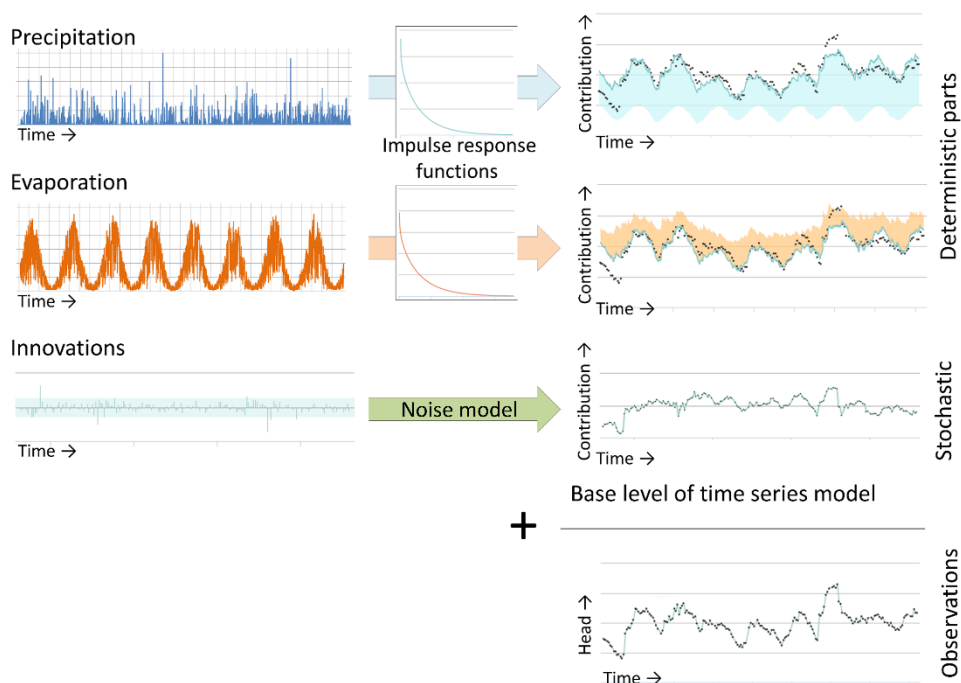 Precipitation
Time →
Impulse response
functions
Contribution →
Time →
Deterministic parts
Evaporation
Time →
Contribution →
Time →
Innovations
Time →
Noise model
Contribution →
Time →
Stochastic
Base level of time series model
+
Head →
Time →
Observations